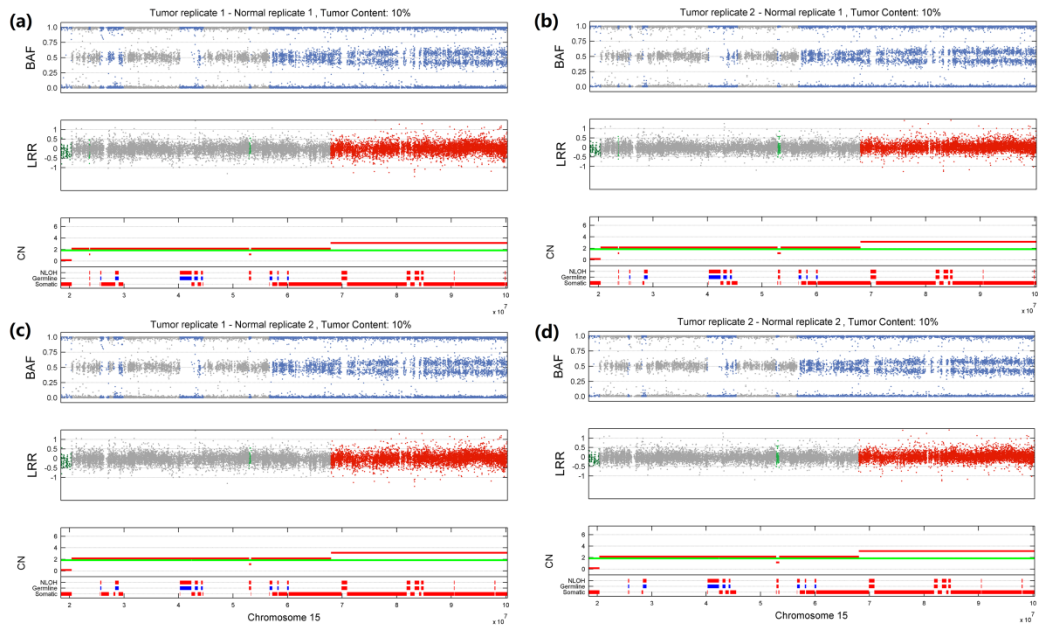 (a)
Tumor replicate 1 - Normal replicate 1 , Tumor Content: 10%
BAF
1.0
0.75
0.5
0.25
0.0
LRR
1
0.5
0
-0.5
-1
CN
6
4
2
0
NLOH
Germline
Somatic
2 3 4 5 6 7 8 9 10
x 10⁷
(b)
Tumor replicate 2 - Normal replicate 1 , Tumor Content: 10%
BAF
1.0
0.75
0.5
0.25
0.0
LRR
1
0.5
0
-0.5
-1
CN
6
4
2
0
NLOH
Germline
Somatic
2 3 4 5 6 7 8 9 10
x 10⁷
(c)
Tumor replicate 1 - Normal replicate 2 , Tumor Content: 10%
BAF
1.0
0.75
0.5
0.25
0.0
LRR
1
0.5
0
-0.5
-1
CN
6
4
2
0
NLOH
Germline
Somatic
2 3 4 5 6 7 8 9 10
Chromosome 15
x 10⁷
(d)
Tumor replicate 2 - Normal replicate 2 , Tumor Content: 10%
BAF
1.0
0.75
0.5
0.25
0.0
LRR
1
0.5
0
-0.5
-1
CN
6
4
2
0
NLOH
Germline
Somatic
2 3 4 5 6 7 8 9 10
Chromosome 15
x 10⁷